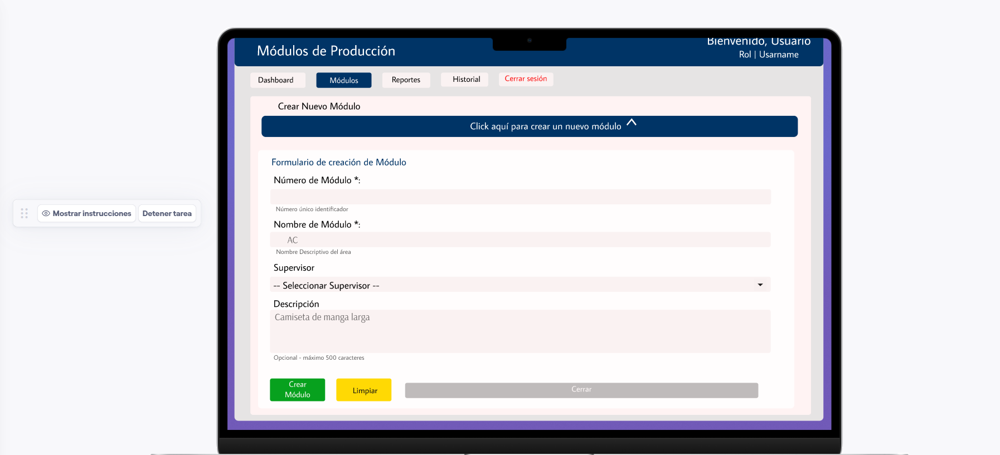 Módulos de Producción
Bienvenido, Usuario
Rol | Usarname
Dashboard
Módulos
Reportes
Historial
Cerrar sesión
Crear Nuevo Módulo
Click aquí para crear un nuevo módulo
Formulario de creación de Módulo
Número de Módulo *:
Número único identificador
Nombre de Módulo *:
AC
Nombre Descriptivo del área
Supervisor
-- Seleccionar Supervisor --
Descripción
Camiseta de manga larga
Opcional - máximo 500 caracteres
Crear
Módulo
Limpiar
Cerrar
Mostrar instrucciones
Detener tarea